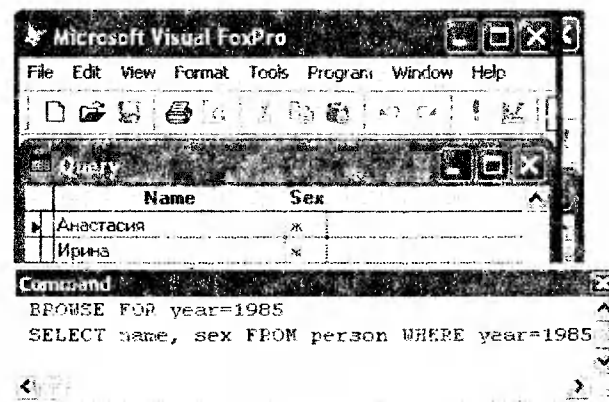 Microsoft Visual FoxPro
File Edit View Format Tools Program Window Help
Query
Name Sex
Анастасия ж
Ирина ж
Command
BROWSE FOR year=1985
SELECT name, sex FROM person WHERE year=1985